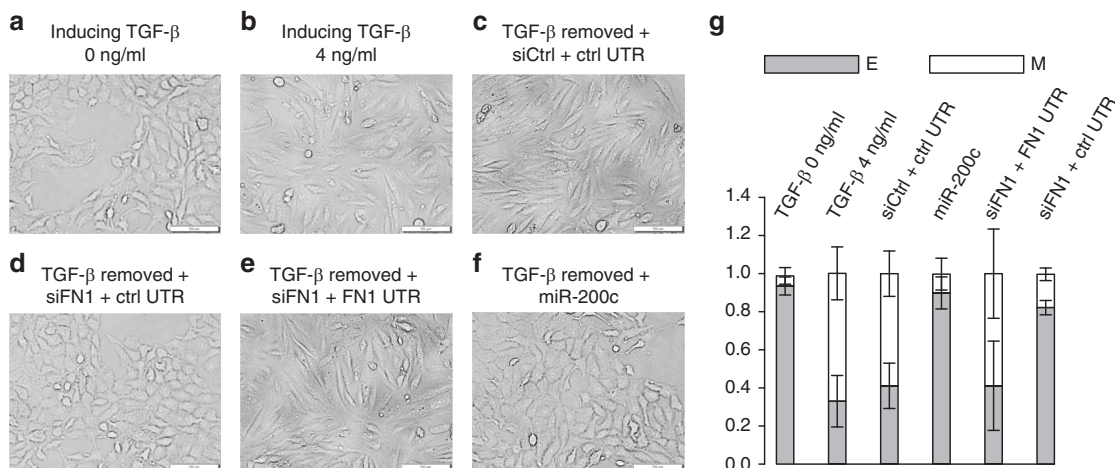 a
Inducing TGF-β
0 ng/ml
b
Inducing TGF-β
4 ng/ml
c
TGF-β removed +
siCtrl + ctrl UTR
d
TGF-β removed +
siFN1 + ctrl UTR
e
TGF-β removed +
siFN1 + FN1 UTR
f
TGF-β removed +
miR-200c
g
E
M
TGF-β 0 ng/ml
TGF-β 4 ng/ml
siCtrl + ctrl UTR
miR-200c
siFN1 + FN1 UTR
siFN1 + ctrl UTR
1.4
1.2
1.0
0.8
0.6
0.4
0.2
0.0